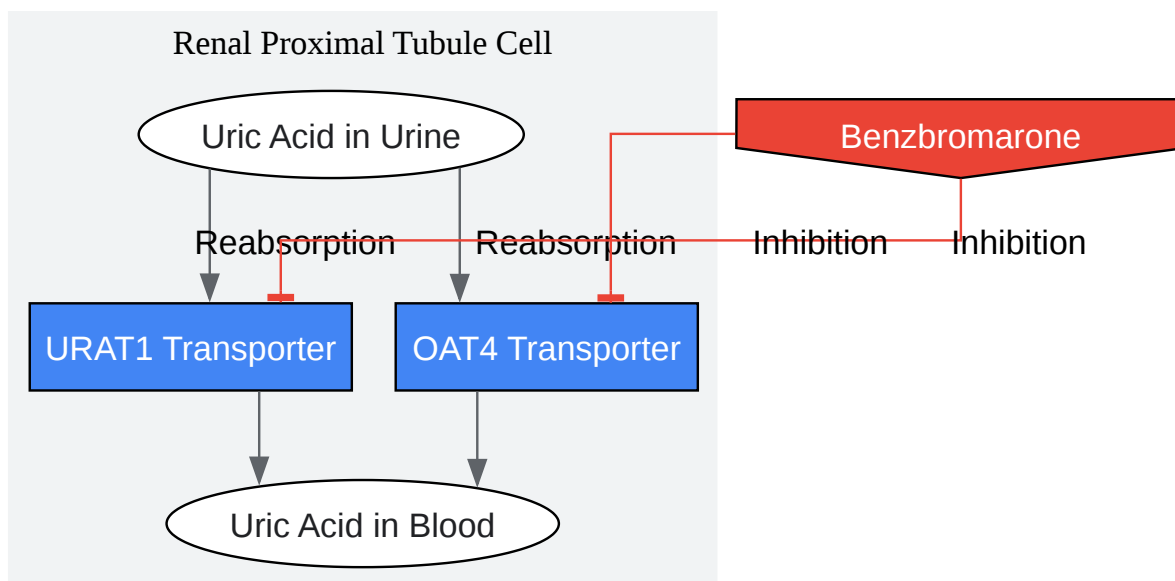 Renal Proximal Tubule Cell
Uric Acid in Urine
Benzbromarone
Reabsorption
Reabsorption
Inhibition
Inhibition
URAT1 Transporter
OAT4 Transporter
Uric Acid in Blood